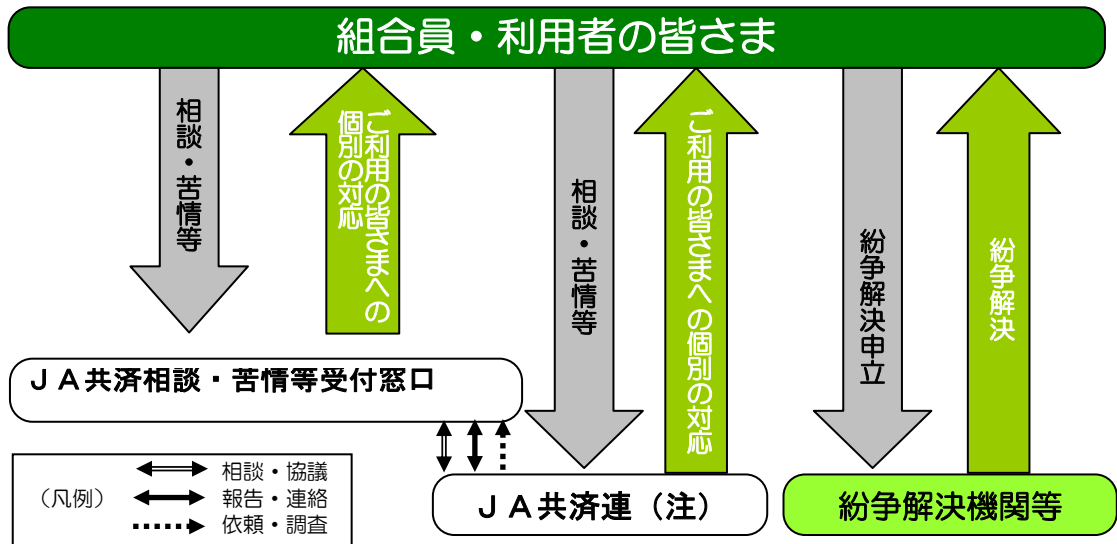 組合員・利用者の皆さま
相談・苦情等
ご利用の皆さまへの
個別の対応
相談・苦情等
ご利用の皆さまへの個別の対応
紛争解決申立
紛争解決
ＪＡ共済相談・苦情等受付窓口
ＪＡ共済連（注）
紛争解決機関等
（凡例）
相談・協議
報告・連絡
依頼・調査